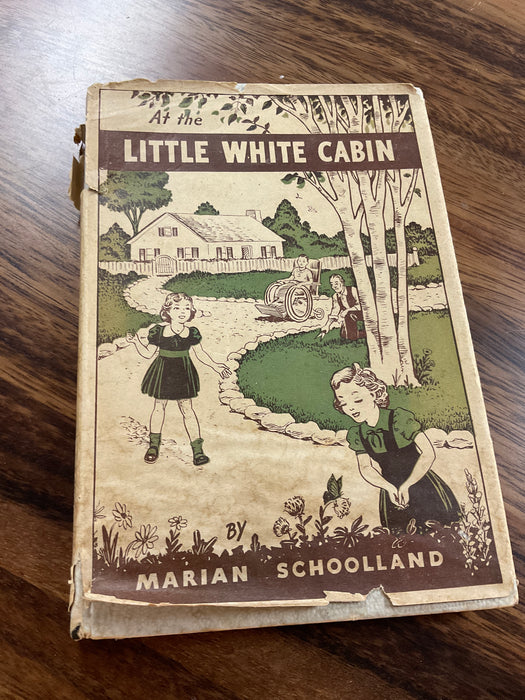 At the
LITTLE WHITE CABIN
BY
MARIAN SCHOOLLAND